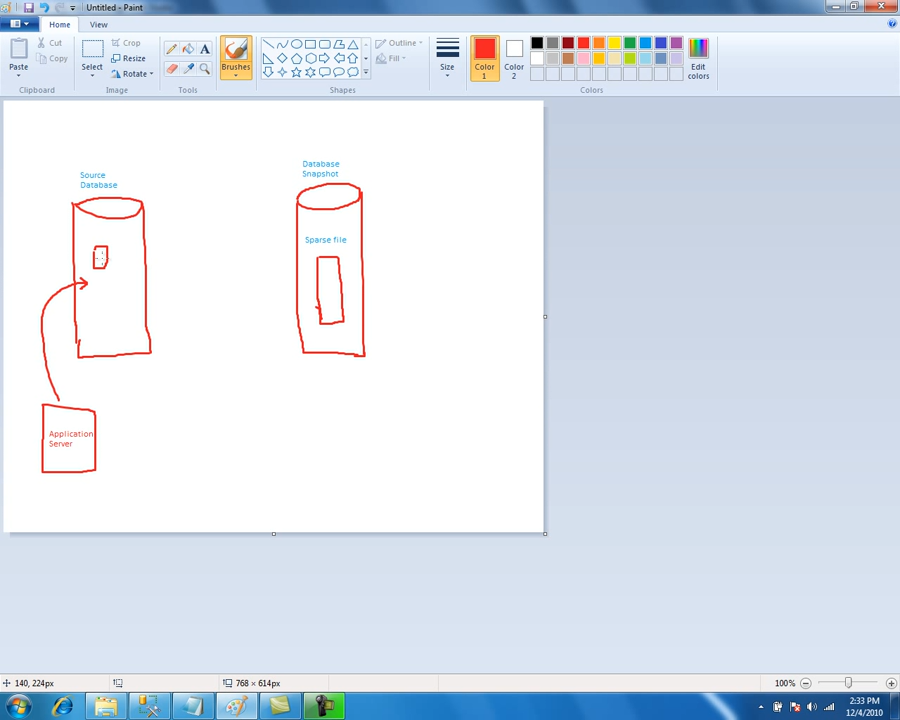 Untitled - Paint
Home
View
Paste
Cut
Copy
Clipboard
Select
Crop
Resize
Rotate
Image
A
Tools
Brushes
Outline
Fill
Shapes
Size
Color
1
Color
2
Edit
colors
Colors
Source
Database
Database
Snapshot
Sparse file
Application
Server
140, 224px
768 × 614px
100%
2:33 PM
12/4/2010